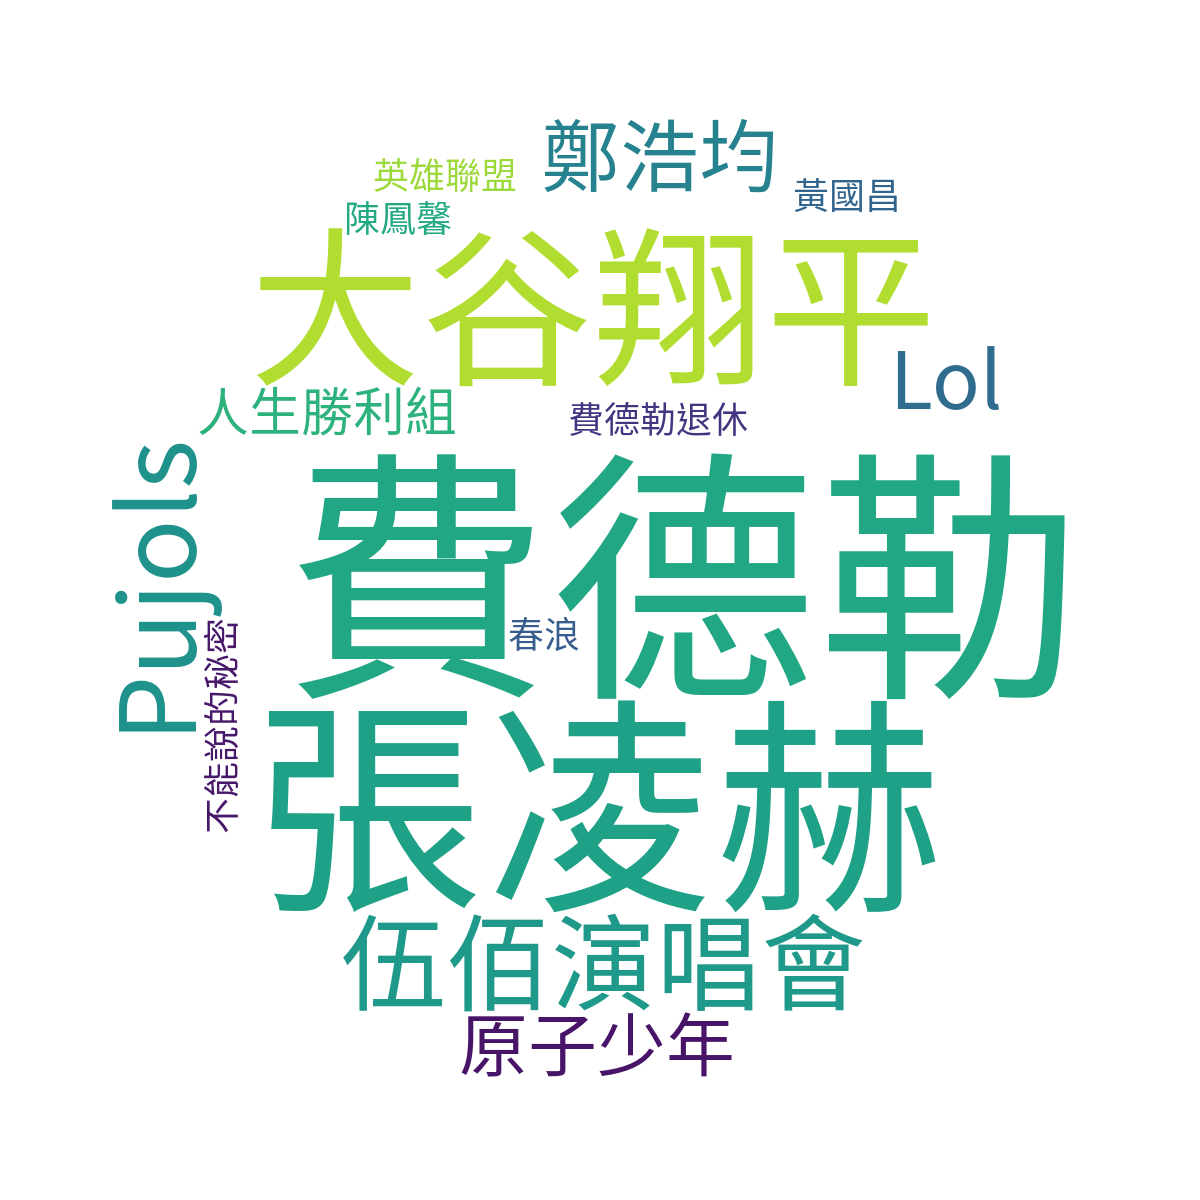 鄭浩均
英雄聯盟
黃國昌
陳鳳馨
大谷翔平
Lol
人生勝利組
費德勒退休
Pujols
費德勒
春浪
不能說的秘密
張凌赫
伍佰演唱會
原子少年